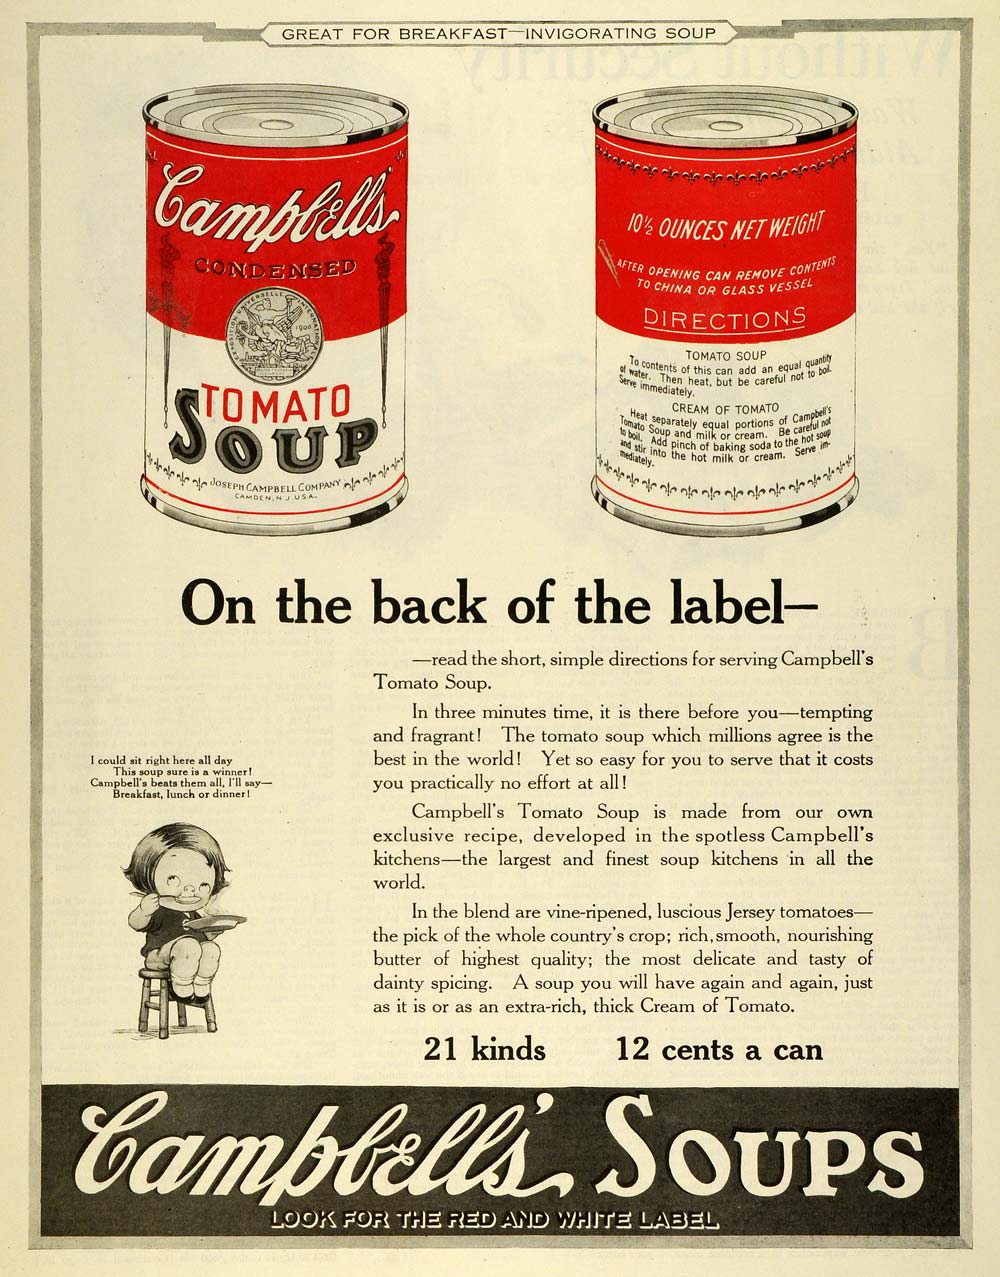 GREAT FOR BREAKFAST—INVIGORATING SOUP
Campbell's
CONDENSED
EXPOSITION UNIVERSELLE INTERNATIONALE
1900
TOMATO
SOUP
JOSEPH CAMPBELL COMPANY
CAMDEN, N.J., U.S.A.
10½ OUNCES NET WEIGHT
AFTER OPENING CAN REMOVE CONTENTS
TO CHINA OR GLASS VESSEL
DIRECTIONS
TOMATO SOUP
To contents of this can add an equal quantity
of water. Then heat, but be careful not to boil.
Serve immediately.
CREAM OF TOMATO
Heat separately equal portions of Campbell's
Tomato Soup and milk or cream. Be careful not
to boil. Add pinch of baking soda to the hot soup
and stir into the hot milk or cream. Serve im-
mediately.
On the back of the label—
—read the short, simple directions for serving Campbell's
Tomato Soup.
In three minutes time, it is there before you—tempting
and fragrant! The tomato soup which millions agree is the
best in the world! Yet so easy for you to serve that it costs
you practically no effort at all!
Campbell's Tomato Soup is made from our own
exclusive recipe, developed in the spotless Campbell's
kitchens—the largest and finest soup kitchens in all the
world.
In the blend are vine-ripened, luscious Jersey tomatoes—
the pick of the whole country's crop; rich, smooth, nourishing
butter of highest quality; the most delicate and tasty of
dainty spicing. A soup you will have again and again, just
as it is or as an extra-rich, thick Cream of Tomato.
I could sit right here all day
This soup sure is a winner!
Campbell's beats them all, I'll say—
Breakfast, lunch or dinner!
21 kinds 12 cents a can
Campbell's SOUPS
LOOK FOR THE RED AND WHITE LABEL